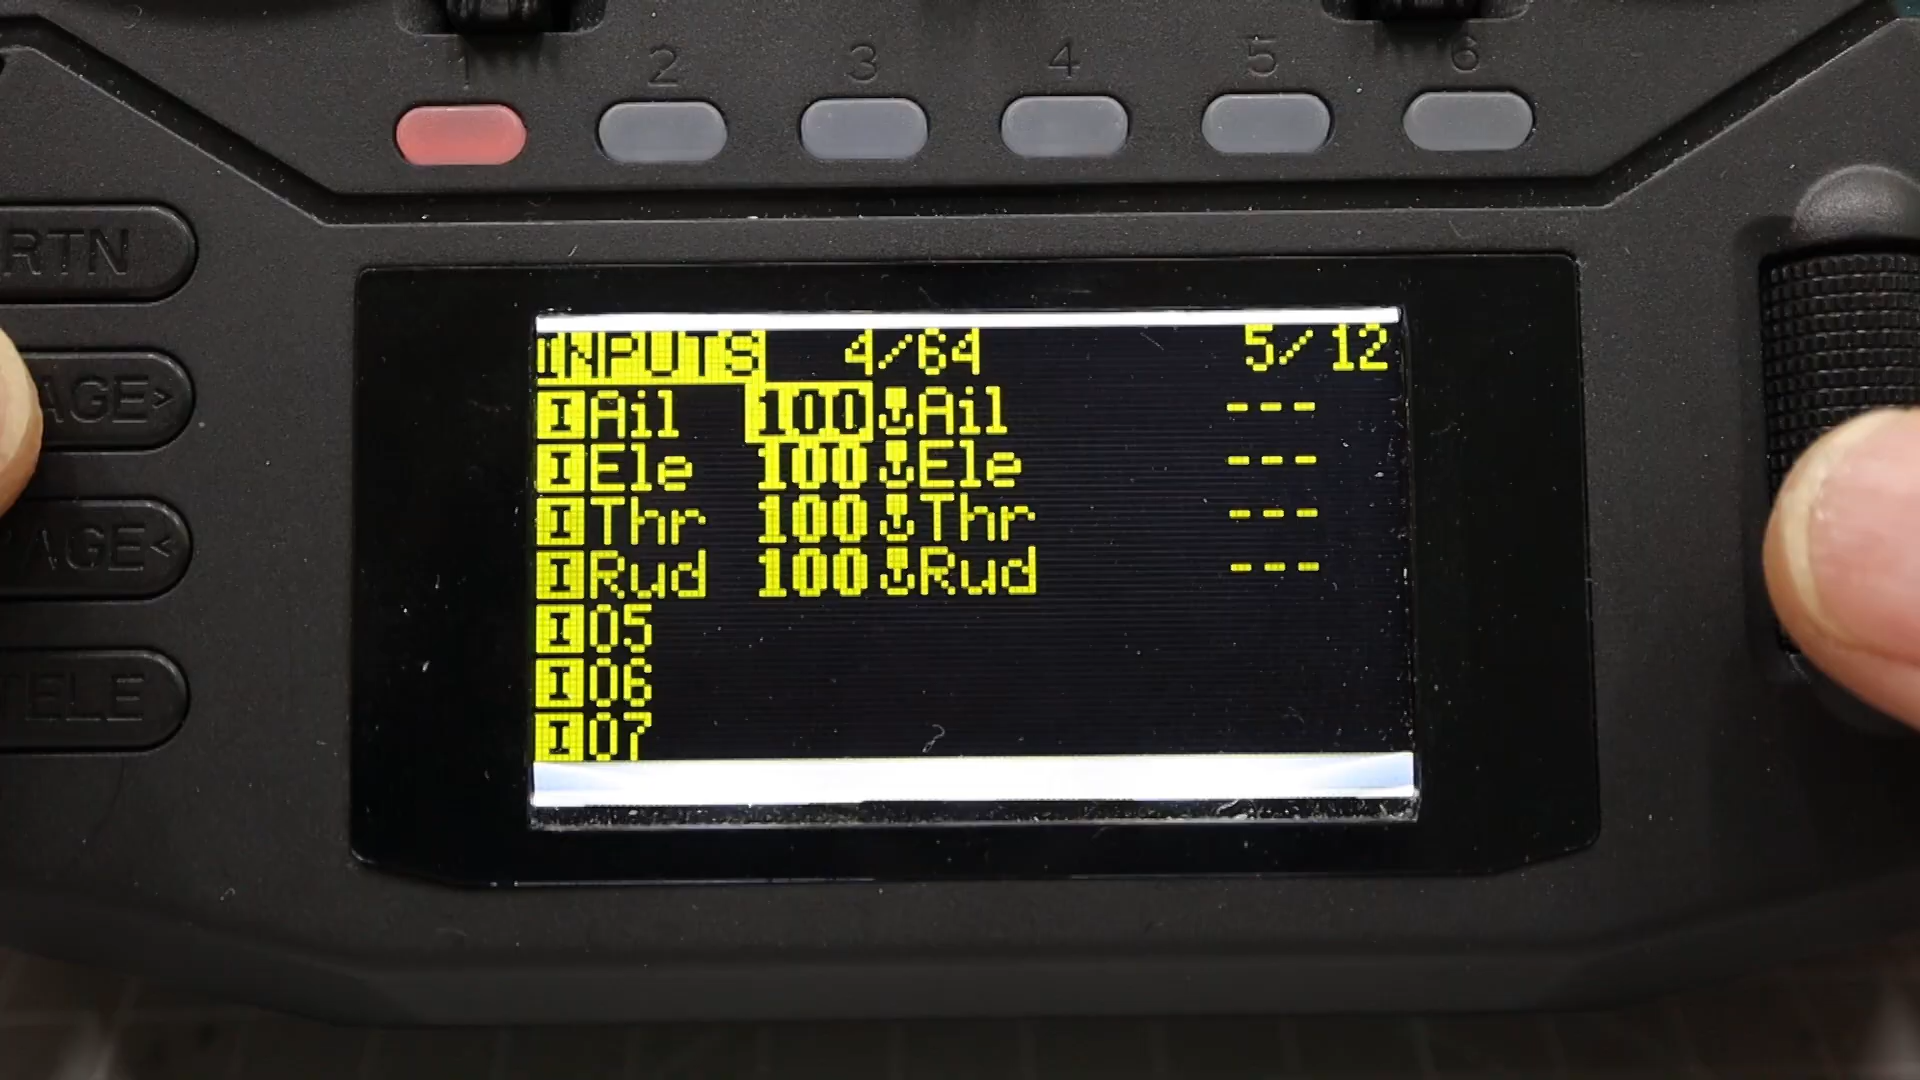 1 2 3 4 5 6
RTN
AGE>
AGE<
TELE
INPUTS 4/64 5/12
I Ail 100 Ail ---
I Ele 100 Ele ---
I Thr 100 Thr ---
I Rud 100 Rud ---
I 05
I 06
I 07